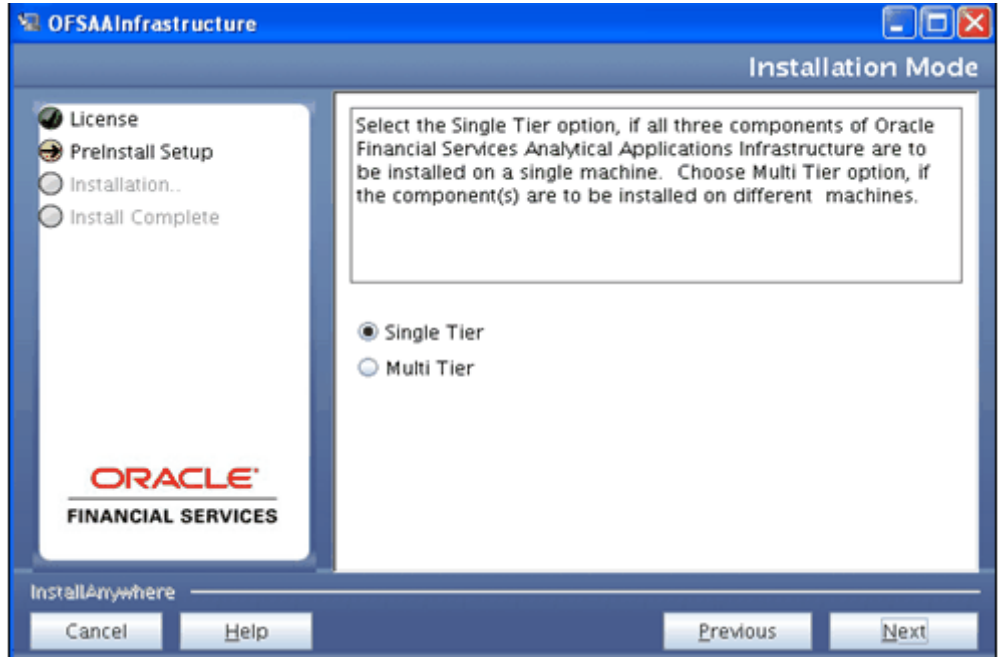 OFSAAInfrastructure
Installation Mode
License
PreInstall Setup
Installation..
Install Complete
Select the Single Tier option, if all three components of Oracle
Financial Services Analytical Applications Infrastructure are to
be installed on a single machine.  Choose Multi Tier option, if
the component(s) are to be installed on different  machines.
Single Tier
Multi Tier
ORACLE
FINANCIAL SERVICES
InstallAnywhere
Cancel
Help
Previous
Next